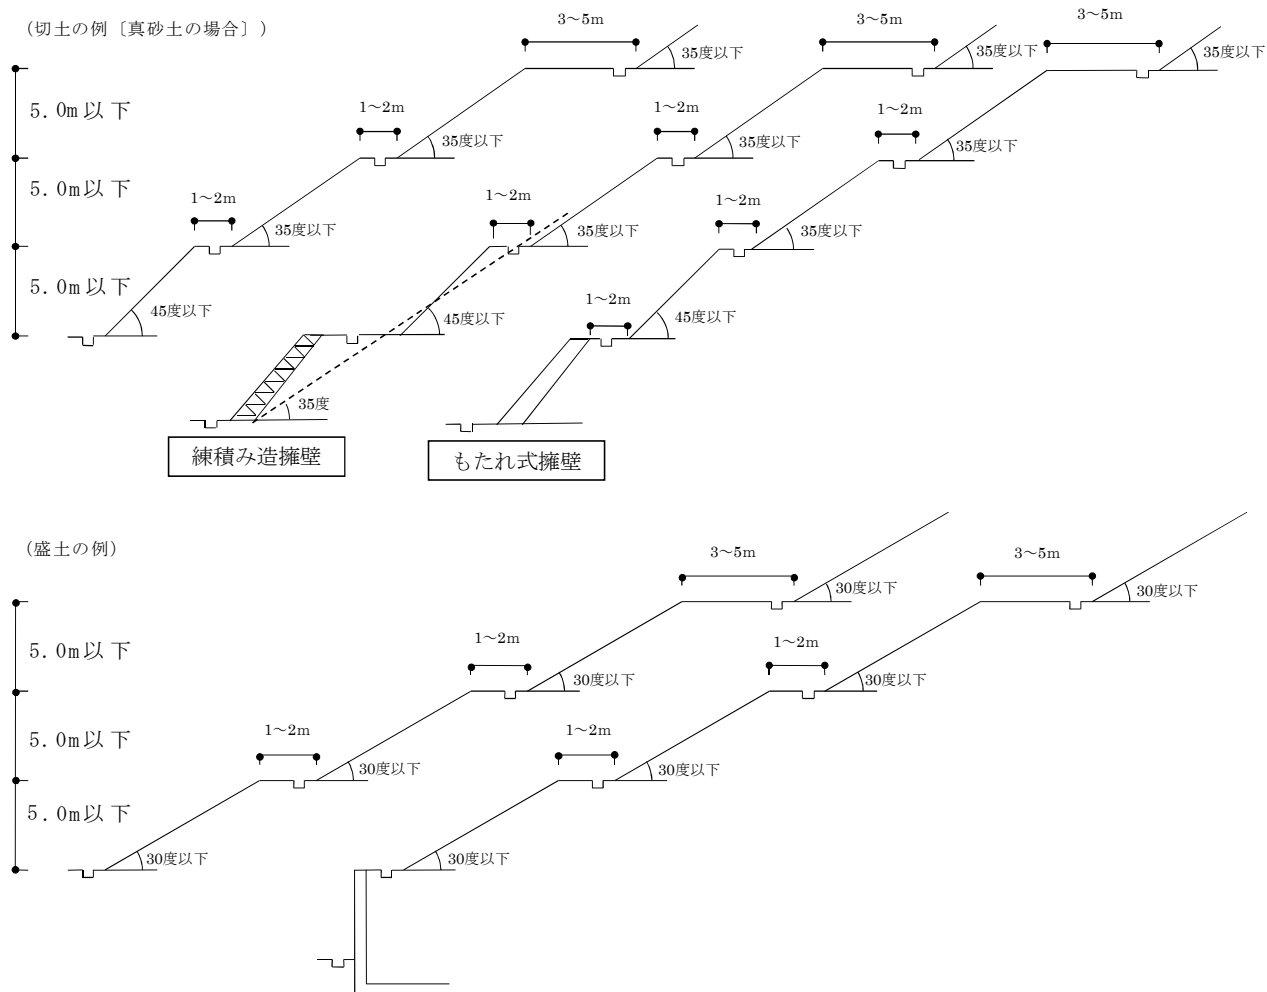 (切土の例〔真砂土の場合〕)
3～5m
3～5m
3～5m
35度以下
35度以下
35度以下
5.0m以下
1～2m
1～2m
1～2m
35度以下
35度以下
35度以下
5.0m以下
1～2m
1～2m
1～2m
35度以下
35度以下
35度以下
5.0m以下
1～2m
45度以下
45度以下
45度以下
35度
練積み造擁壁
もたれ式擁壁
(盛土の例)
3～5m
3～5m
30度以下
30度以下
5.0m以下
1～2m
1～2m
30度以下
30度以下
5.0m以下
1～2m
1～2m
30度以下
30度以下
5.0m以下
30度以下
30度以下